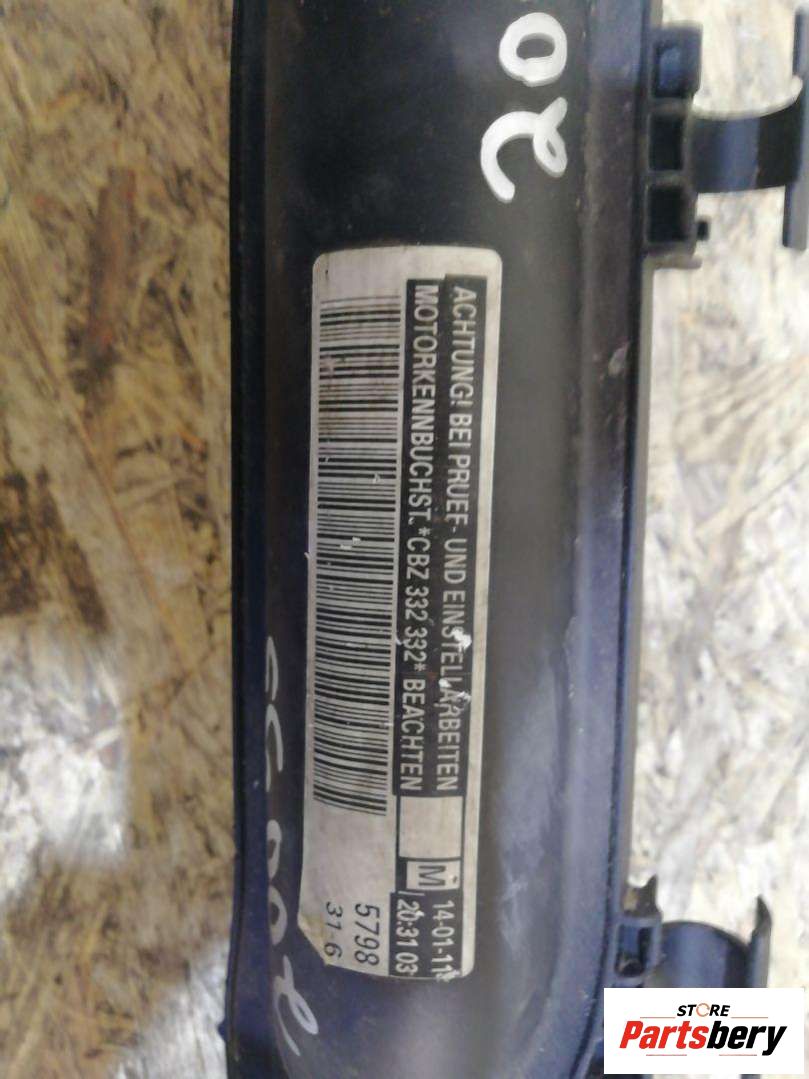 ACHTUNG! BEI PRUEF- UND EINSTELLARBEITEN
MOTORKENNBUCHST. *CBZ 332 332* BEACHTEN
M
14-01-11
20:31 03
5798
31-6
STORE
Partsbery